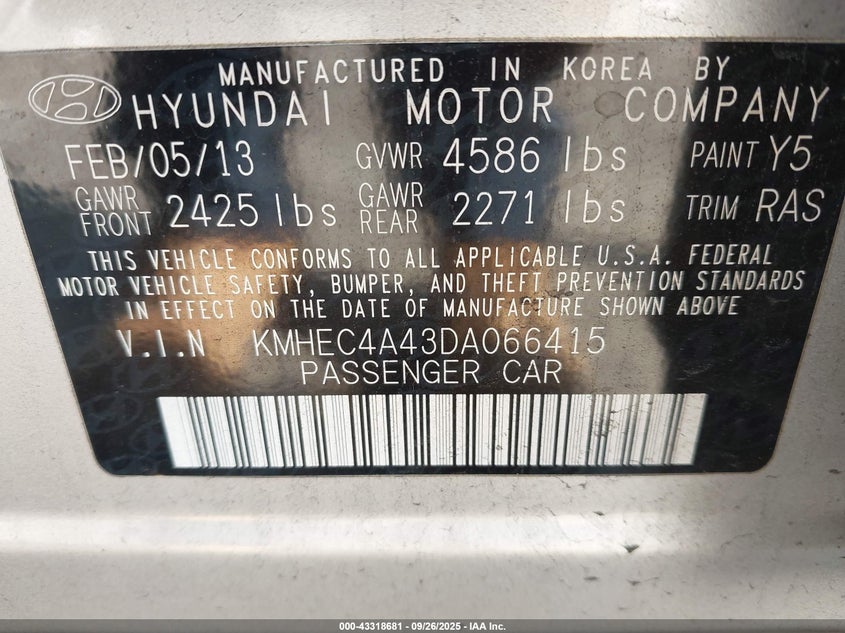 MANUFACTURED IN KOREA BY
HYUNDAI MOTOR COMPANY
FEB/05/13 GVWR 4586 lbs PAINT Y5
GAWR FRONT 2425 lbs GAWR REAR 2271 lbs TRIM RAS
THIS VEHICLE CONFORMS TO ALL APPLICABLE U.S.A. FEDERAL
MOTOR VEHICLE SAFETY, BUMPER, AND THEFT PREVENTION STANDARDS
IN EFFECT ON THE DATE OF MANUFACTURE SHOWN ABOVE
V.I.N KMHEC4A43DA066415
PASSENGER CAR
000-43318681 - 09/26/2025 - IAA Inc.